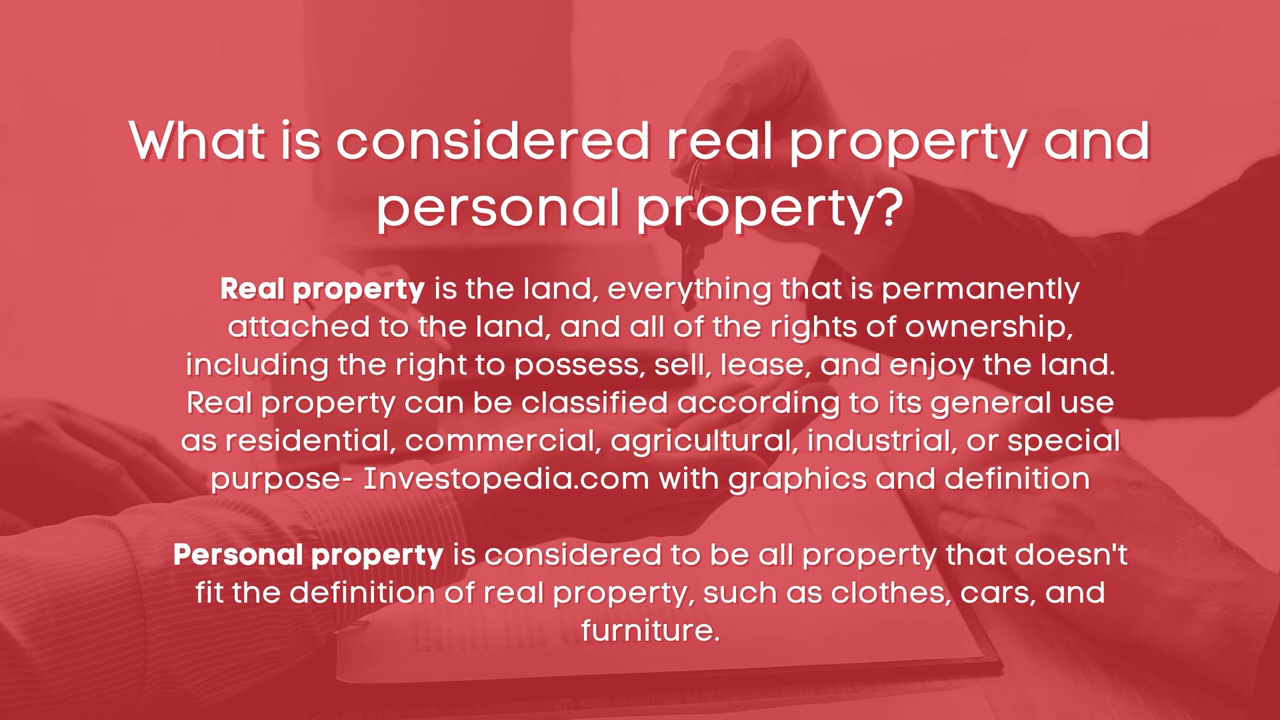 What is considered real property and
personal property?
Real property is the land, everything that is permanently
attached to the land, and all of the rights of ownership,
including the right to possess, sell, lease, and enjoy the land.
Real property can be classified according to its general use
as residential, commercial, agricultural, industrial, or special
purpose- Investopedia.com with graphics and definition
Personal property is considered to be all property that doesn't
fit the definition of real property, such as clothes, cars, and
furniture.